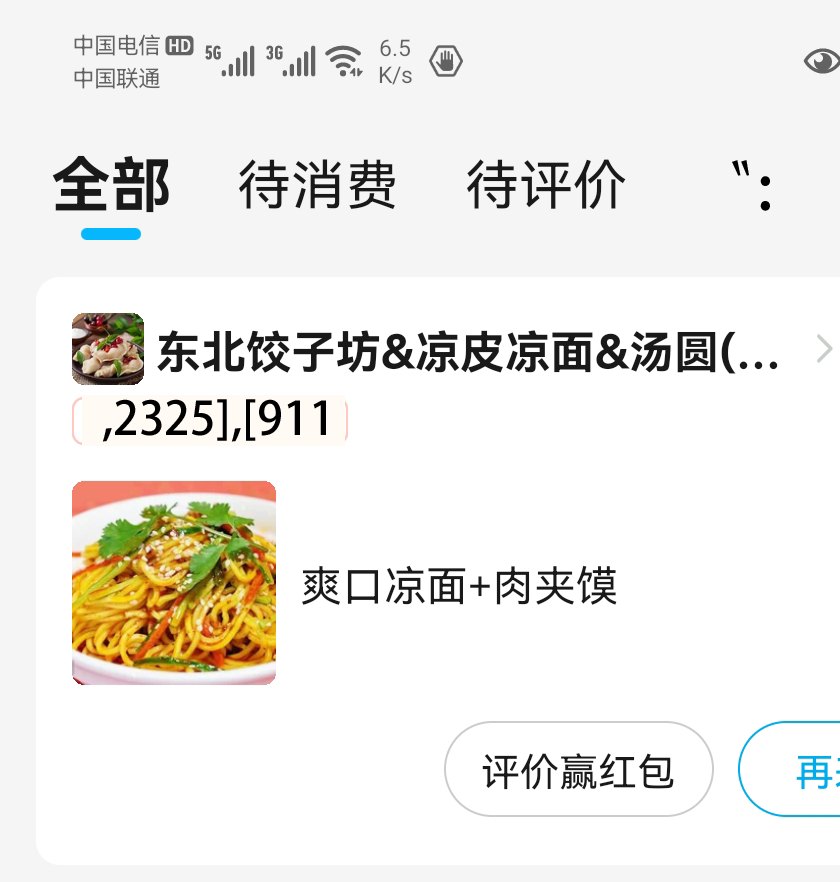 中国电信 HD 5G 3G 6.5
中国联通 K/s
全部 待消费 待评价 〝:
东北饺子坊&凉皮凉面&汤圆(...
,2325],[911
爽口凉面+肉夹馍
评价赢红包 再